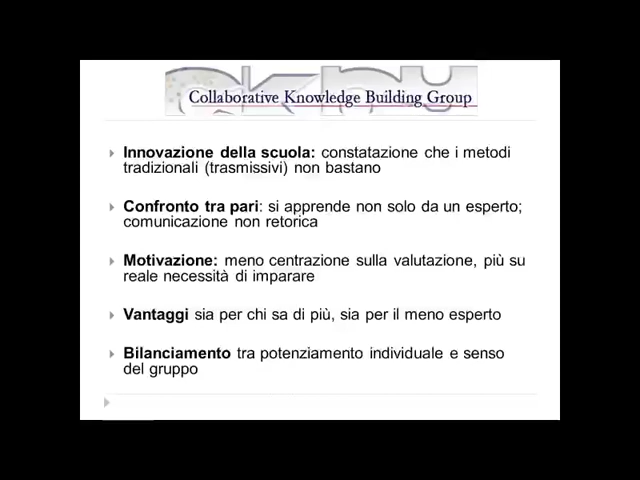 Collaborative Knowledge Building Group
Innovazione della scuola: constatazione che i metodi
tradizionali (trasmissivi) non bastano
Confronto tra pari: si apprende non solo da un esperto;
comunicazione non retorica
Motivazione: meno centrazione sulla valutazione, più su
reale necessità di imparare
Vantaggi sia per chi sa di più, sia per il meno esperto
Bilanciamento tra potenziamento individuale e senso
del gruppo